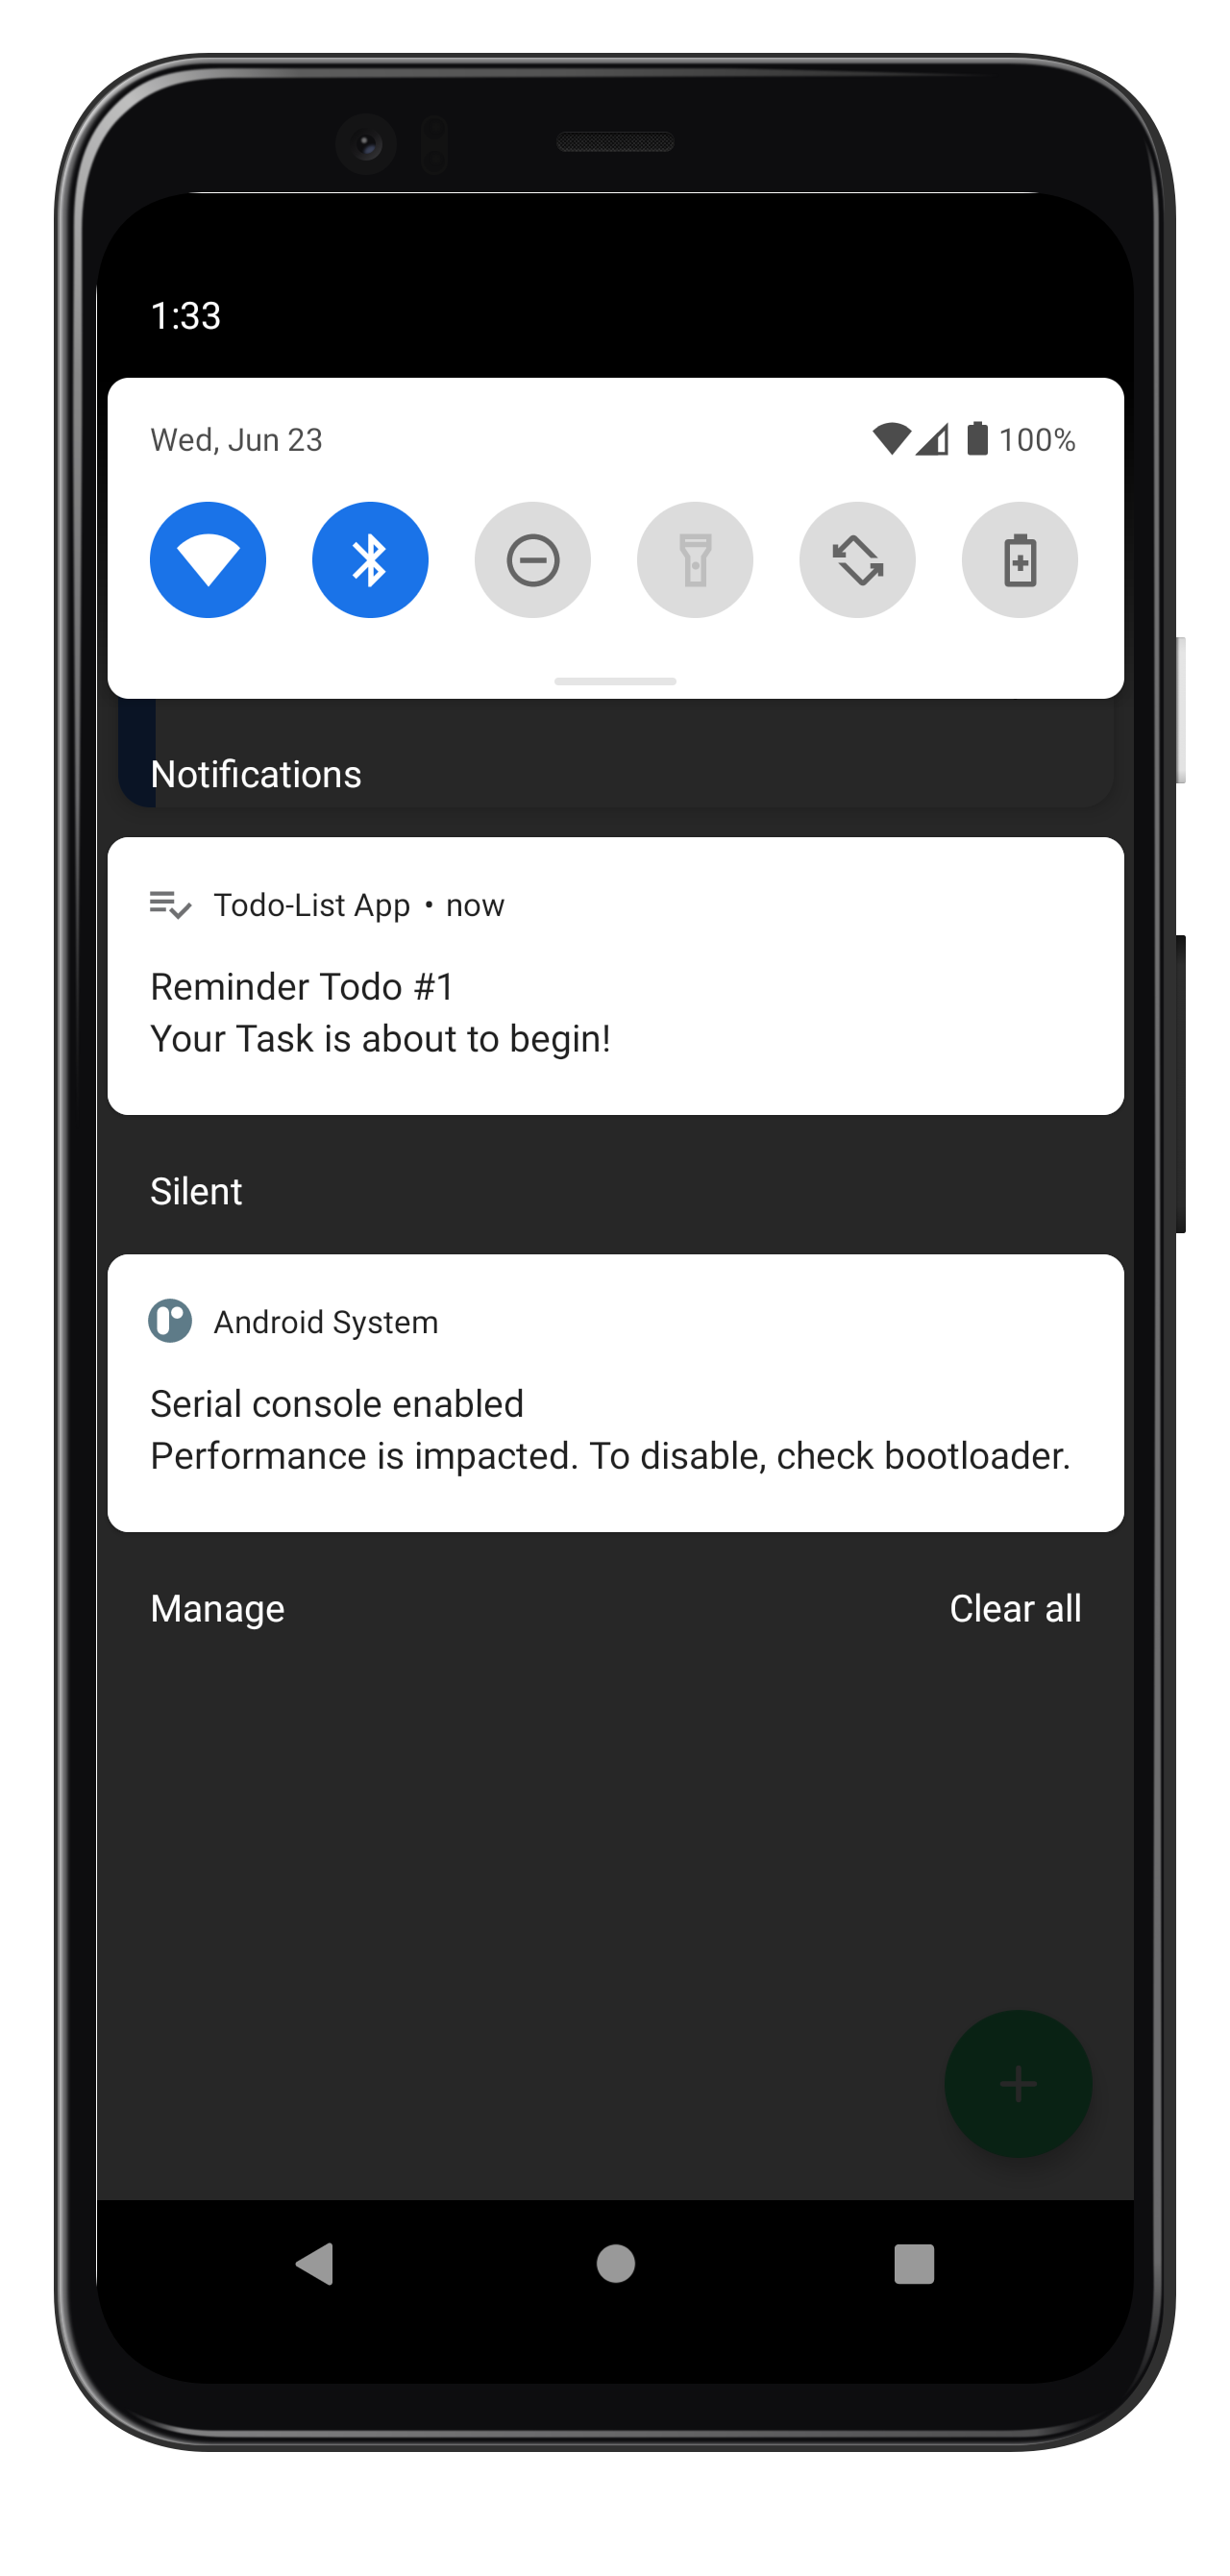 1:33
Wed, Jun 23 100%
Notifications
Todo-List App • now
Reminder Todo #1
Your Task is about to begin!
Silent
Android System
Serial console enabled
Performance is impacted. To disable, check bootloader.
Manage Clear all